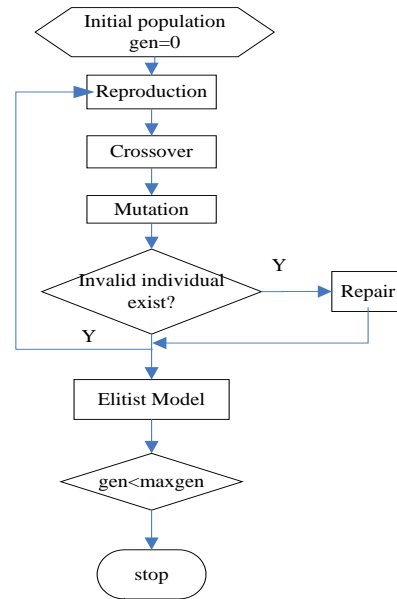 Initial population
gen=0
Reproduction
Crossover
Mutation
Invalid individual
exist?
Y
Repair
Y
Elitist Model
gen<maxgen
stop